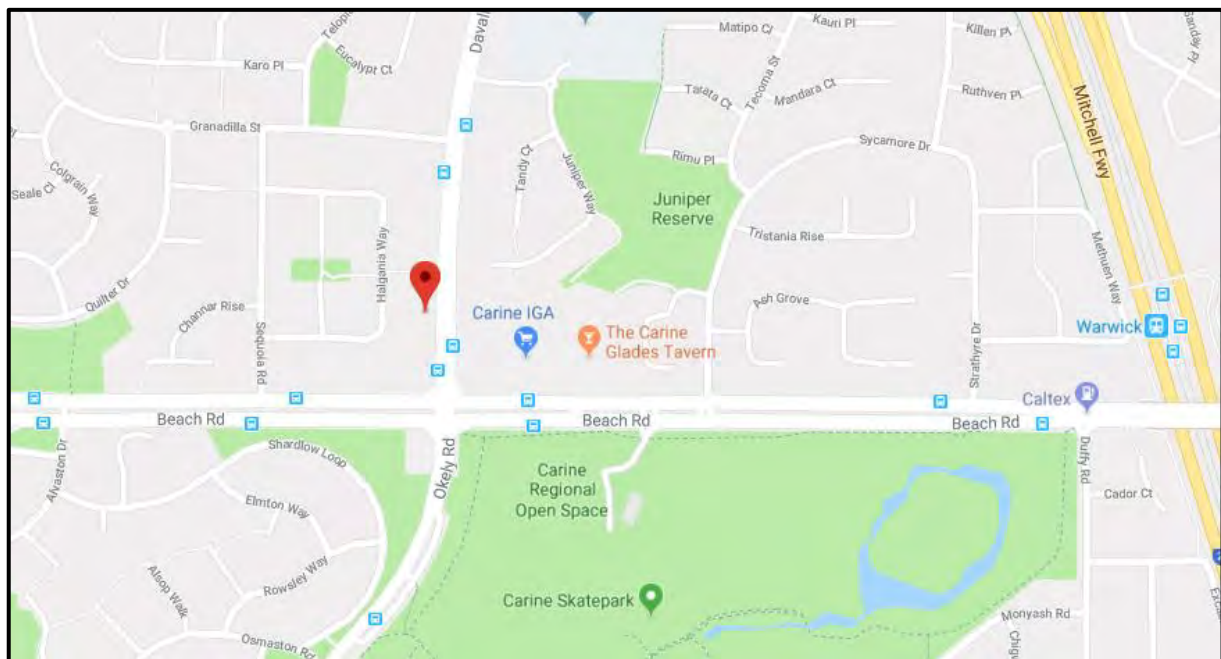 Telopi
Daval
Matipo Ct
Kauri Pl
Killen Pl
Eucalypt Ct
Karo Pl
Tecoma St
Mandara Ct
Ruthven Pl
Mitchell Fwy
Granadilla St
Sycamore Dr
Rimu Pl
Colgrain Way
Seale Ct
Tandy Ct
Juniper Way
Juniper
Reserve
Halgania Way
Tristania Rise
Methuen Way
Quilter Dr
Channar Rise
Sequoia Rd
Ash Grove
Carine IGA
The Carine
Glades Tavern
Strathyre Dr
Warwick
Caltex
Beach Rd
Beach Rd
Beach Rd
Alvaston Dr
Shardlow Loop
Okely Rd
Carine
Regional
Open Space
Duffy Rd
Cador Ct
Elmton Way
Rowsley Way
Alsop Walk
Osmaston Rd
Carine Skatepark
Monyash Rd